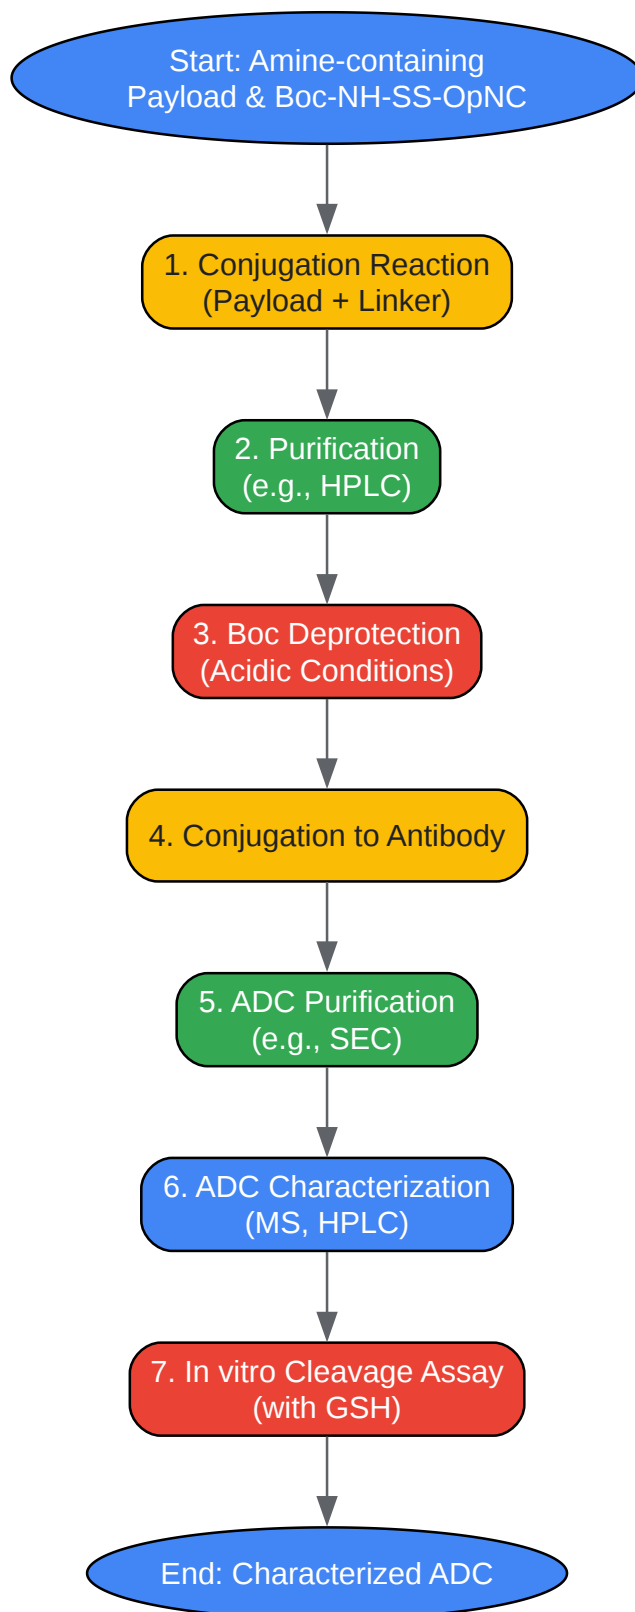 Start: Amine-containing
Payload & Boc-NH-SS-OpNC
1. Conjugation Reaction
(Payload + Linker)
2. Purification
(e.g., HPLC)
3. Boc Deprotection
(Acidic Conditions)
4. Conjugation to Antibody
5. ADC Purification
(e.g., SEC)
6. ADC Characterization
(MS, HPLC)
7. In vitro Cleavage Assay
(with GSH)
End: Characterized ADC